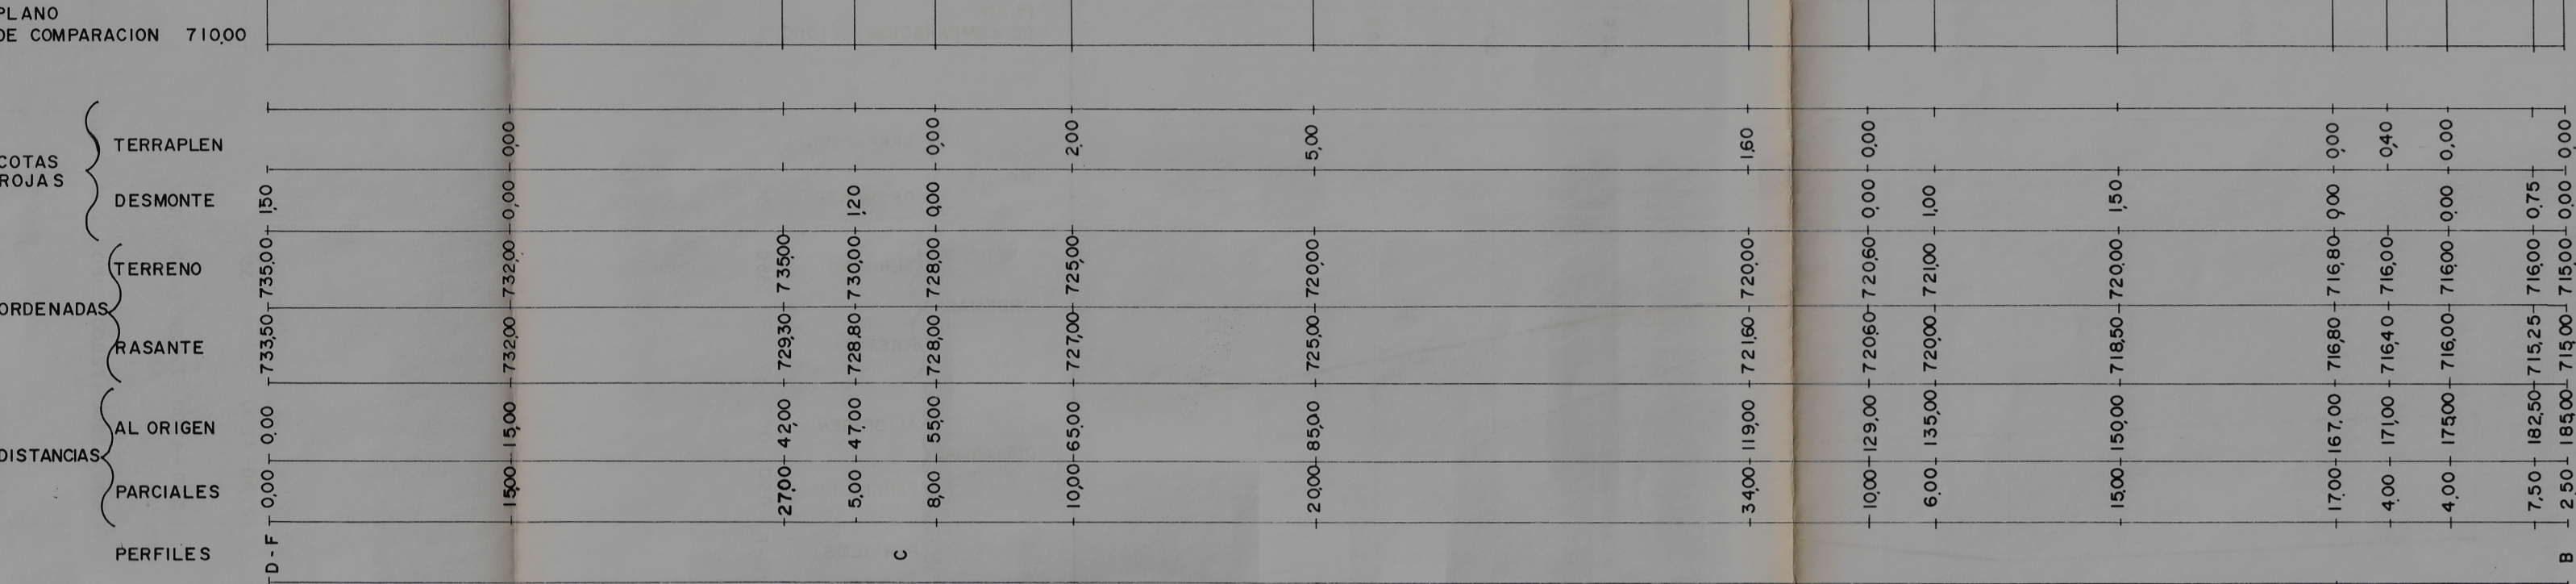 PLANO
DE COMPARACION 710,00
COTAS ROJAS
TERRAPLEN 0,00 0,00 2,00 5,00 1,60 0,00 0,00 0,40 0,00 0,00
DESMONTE 1,50 0,00 1,20 0,00 0,00 1,00 1,50 0,00 0,00 0,75 0,00
ORDENADAS
TERRENO 735,00 732,00 735,00 730,00 728,00 725,00 720,00 720,00 720,60 721,00 720,00 716,80 716,00 716,00 716,00 715,00
RASANTE 733,50 732,00 729,30 728,80 728,00 727,00 725,00 721,60 720,60 720,00 718,50 716,80 716,40 716,00 715,25 715,00
DISTANCIAS
AL ORIGEN 0,00 15,00 42,00 47,00 55,00 65,00 85,00 119,00 129,00 135,00 150,00 167,00 171,00 175,00 182,50 185,00
PARCIALES 0,00 15,00 27,00 5,00 8,00 10,00 20,00 34,00 10,00 6,00 15,00 17,00 4,00 4,00 7,50 2,50
PERFILES D-F C B